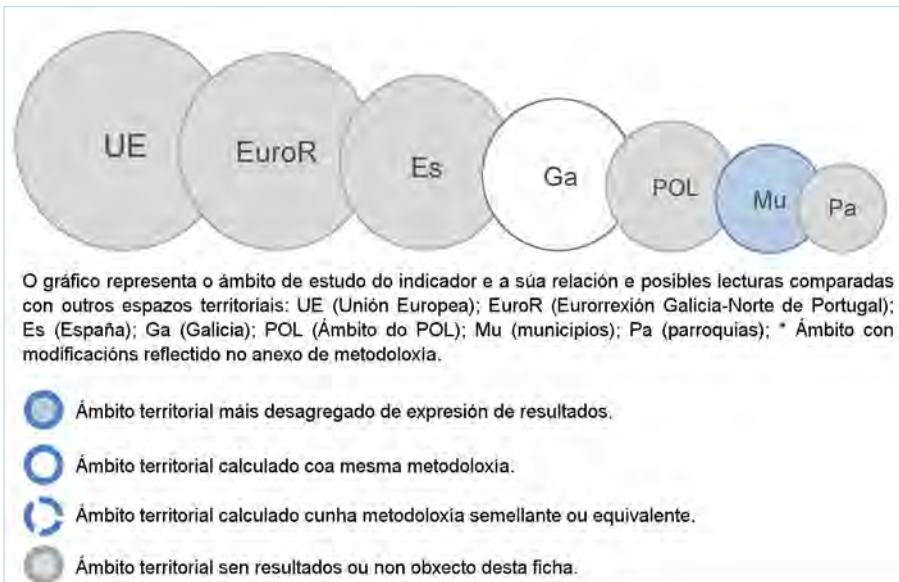 UE
EuroR
Es
Ga
POL
Mu
Pa
O gráfico representa o ámbito de estudo do indicador e a súa relación e posibles lecturas comparadas
con outros espazos territoriais: UE (Unión Europea); EuroR (Eurorrexión Galicia-Norte de Portugal);
Es (España); Ga (Galicia); POL (Ámbito do POL); Mu (municipios); Pa (parroquias); * Ámbito con
modificacións reflectido no anexo de metodoloxia.
Ámbito territorial máis desagregado de expresión de resultados.
Ámbito territorial calculado coa mesma metodoloxia.
Ámbito territorial calculado cunha metodoloxia semellante ou equivalente.
Ámbito territorial sen resultados ou non obxecto desta ficha.